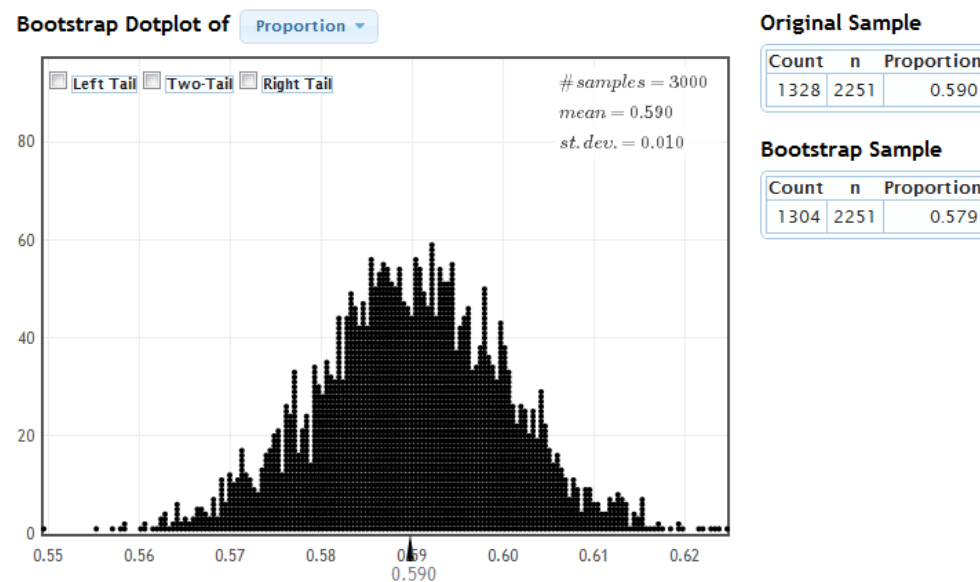 Bootstrap Dotplot of Proportion
Left Tail Two-Tail Right Tail
# samples = 3000
mean = 0.590
st. dev. = 0.010
80
60
40
20
0
0.55 0.56 0.57 0.58 0.59 0.60 0.61 0.62
0.590
Original Sample
Count n Proportion
1328 2251 0.590
Bootstrap Sample
Count n Proportion
1304 2251 0.579